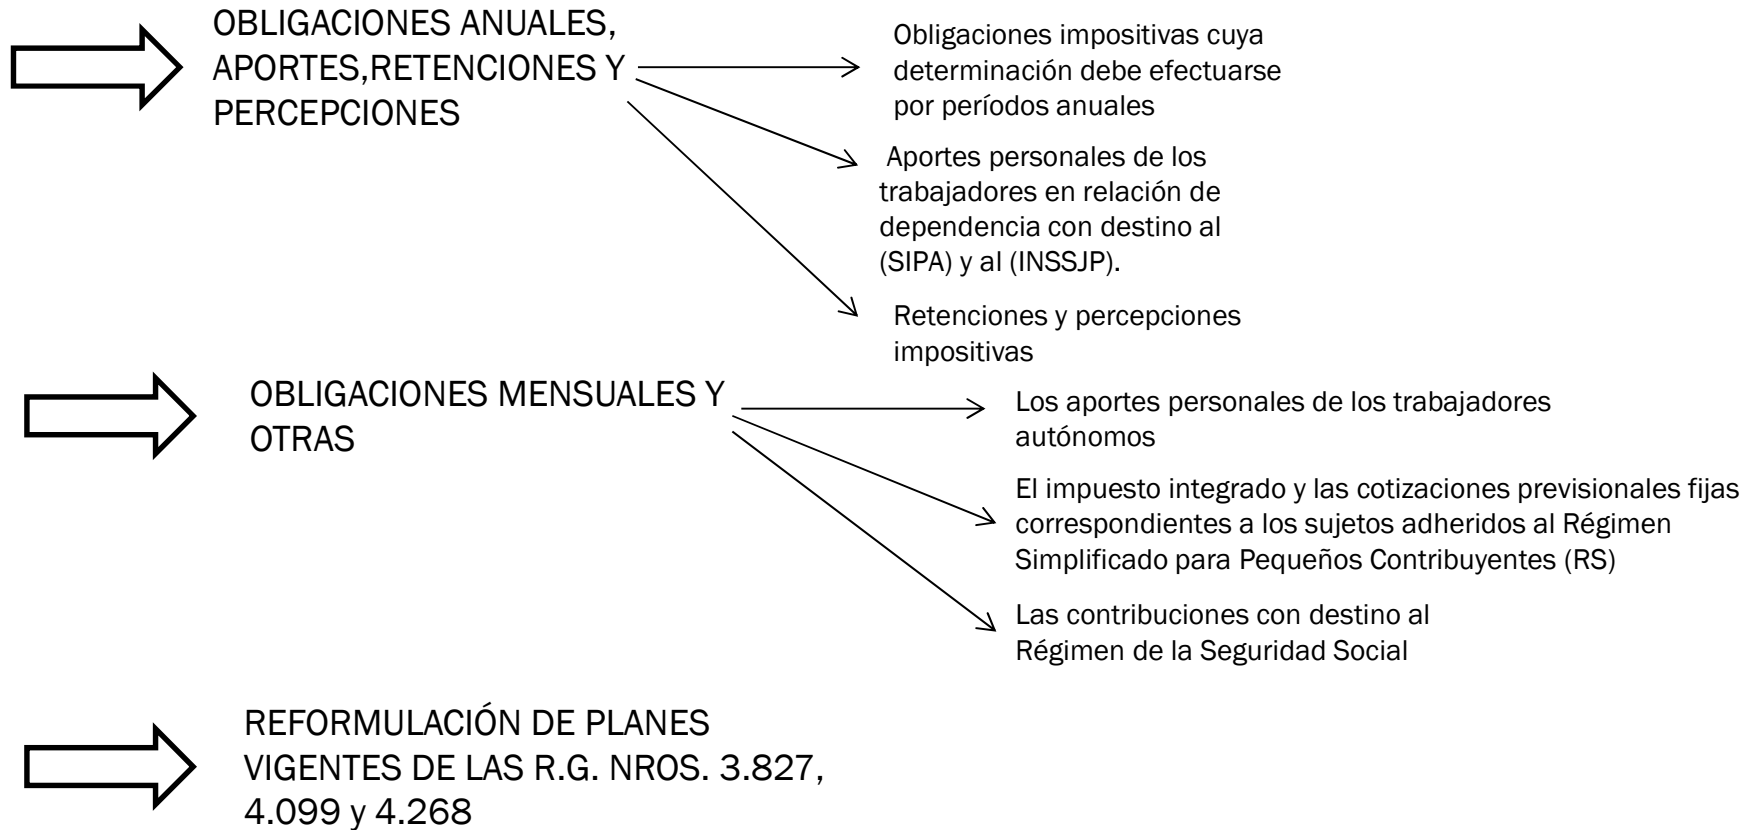 OBLIGACIONES ANUALES,
APORTES,RETENCIONES Y
PERCEPCIONES
Obligaciones impositivas cuya
determinación debe efectuarse
por períodos anuales
Aportes personales de los
trabajadores en relación de
dependencia con destino al
(SIPA) y al (INSSJP).
Retenciones y percepciones
impositivas
OBLIGACIONES MENSUALES Y
OTRAS
Los aportes personales de los trabajadores
autónomos
El impuesto integrado y las cotizaciones previsionales fijas
correspondientes a los sujetos adheridos al Régimen
Simplificado para Pequeños Contribuyentes (RS)
Las contribuciones con destino al
Régimen de la Seguridad Social
REFORMULACIÓN DE PLANES
VIGENTES DE LAS R.G. NROS. 3.827,
4.099 y 4.268